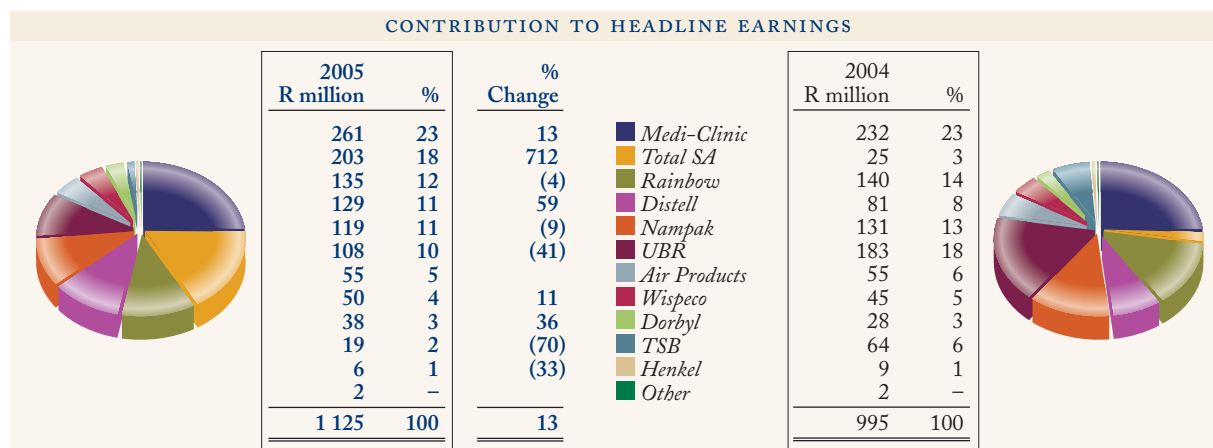 CONTRIBUTION TO HEADLINE EARNINGS
2005 % 2004
R million % Change R million %
261 23 13 Medi-Clinic 232 23
203 18 712 Total SA 25 3
135 12 (4) Rainbow 140 14
129 11 59 Distell 81 8
119 11 (9) Nampak 131 13
108 10 (41) UBR 183 18
55 5 Air Products 55 6
50 4 11 Wispeco 45 5
38 3 36 Dorbyl 28 3
19 2 (70) TSB 64 6
6 1 (33) Henkel 9 1
2 – Other 2 –
1 125 100 13 995 100